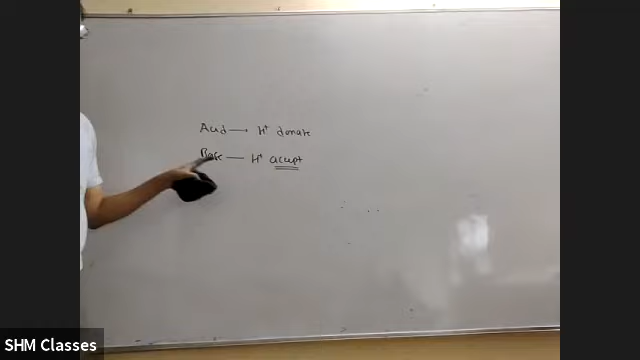 Acid → H⁺ donate
Base — H⁺ accept
SHM Classes